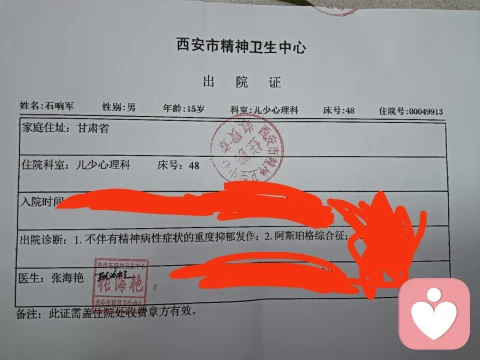 西安市精神卫生中心
出 院 证
姓名:石响军 性别:男 年龄:15岁 科室:儿少心理科 床号:48 住院号:00049913
家庭住址: 甘肃省
住院科室: 儿少心理科 床号: 48
入院时间
出院诊断: 1. 不伴有精神病性症状的重度抑郁发作; 2. 阿斯珀格综合征;
医生: 张海艳
张海艳
备注: 此证需盖住院处收费章方有效。